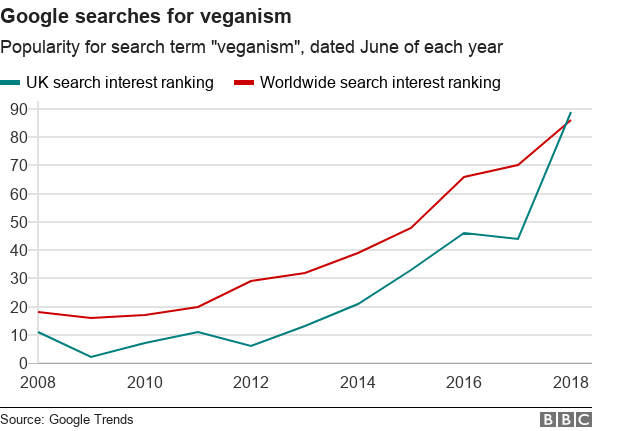 Google searches for veganism
Popularity for search term "veganism", dated June of each year
UK search interest ranking Worldwide search interest ranking
90
80
70
60
50
40
30
20
10
0
2008 2010 2012 2014 2016 2018
Source: Google Trends BBC